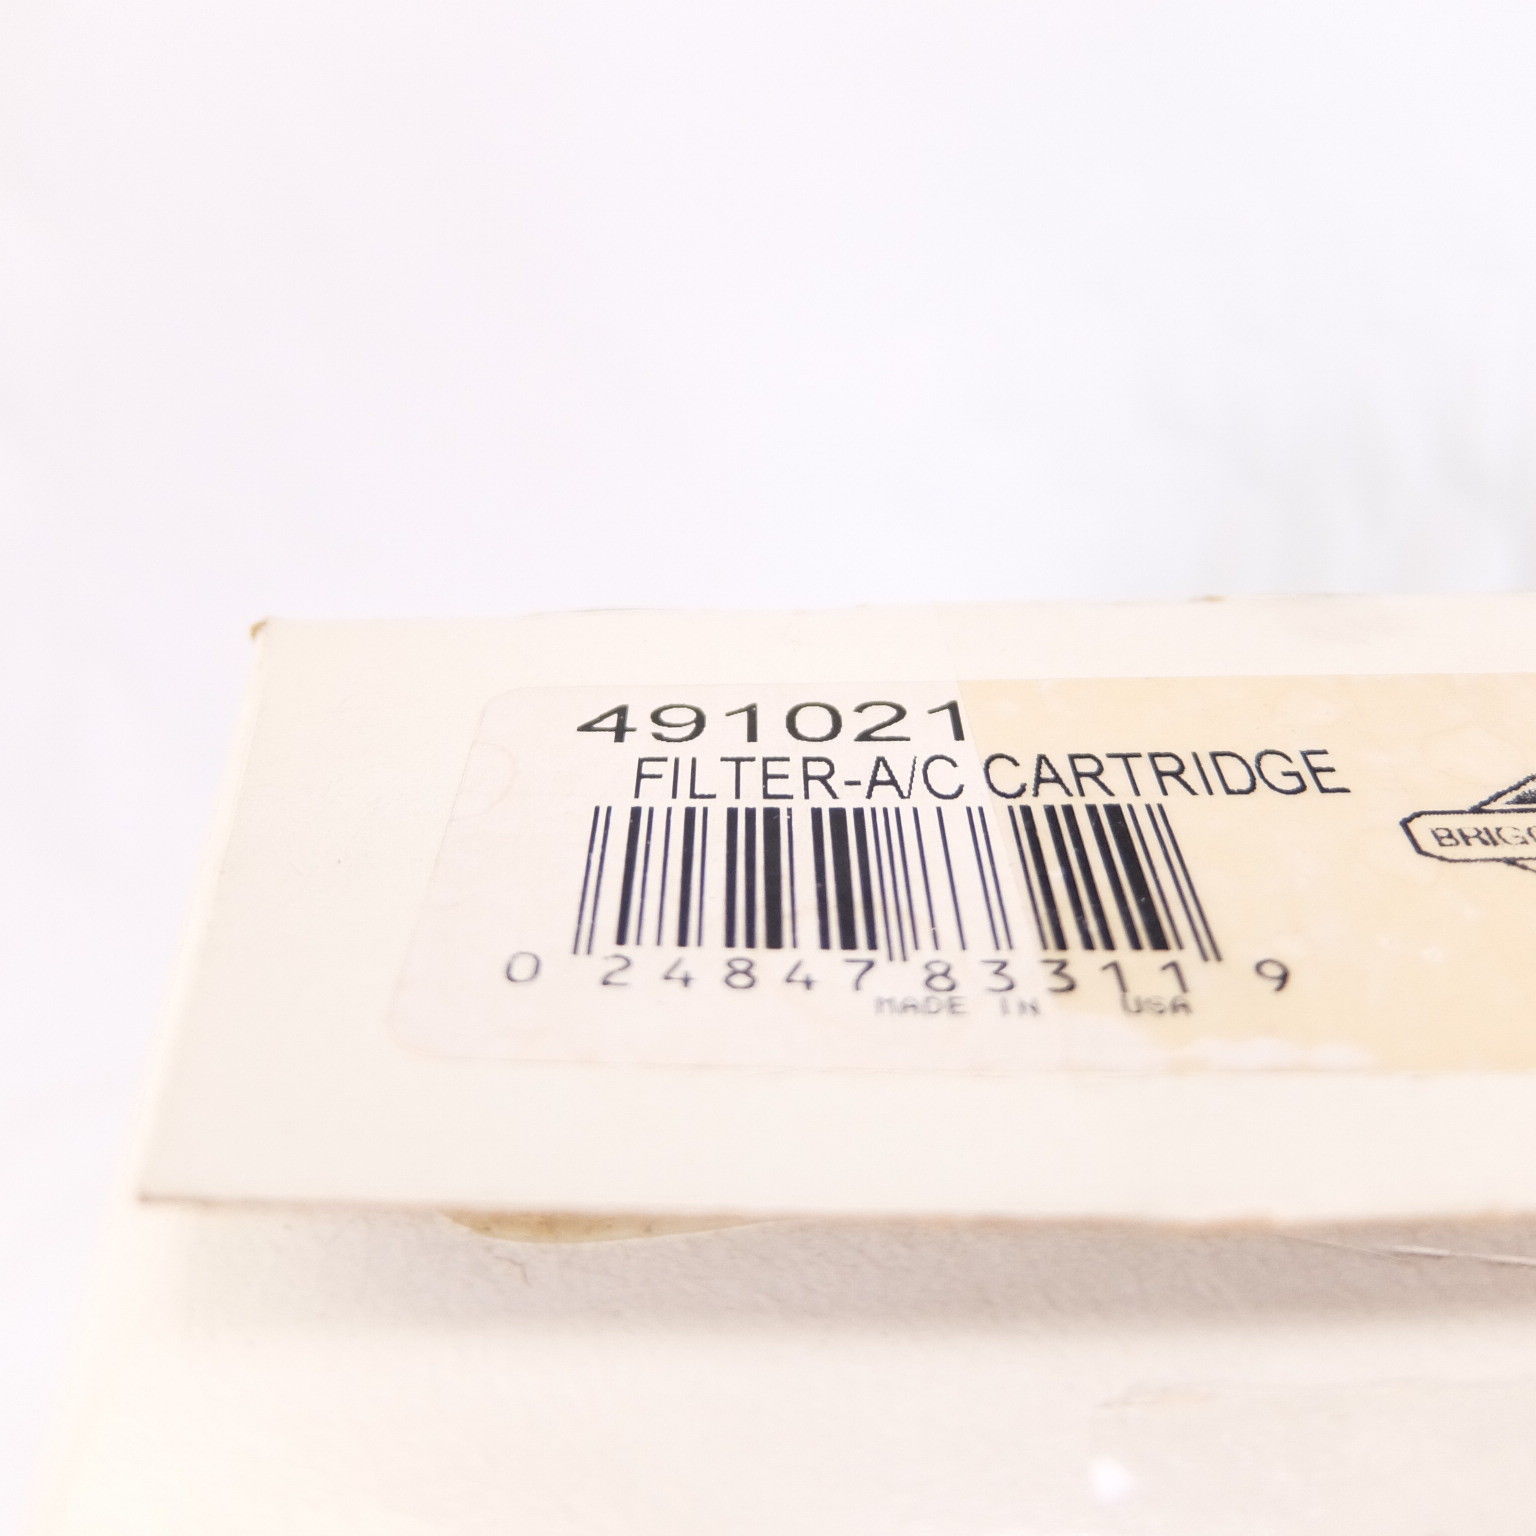 491021
FILTER-A/C CARTRIDGE
0 24847 83311 9
MADE IN USA